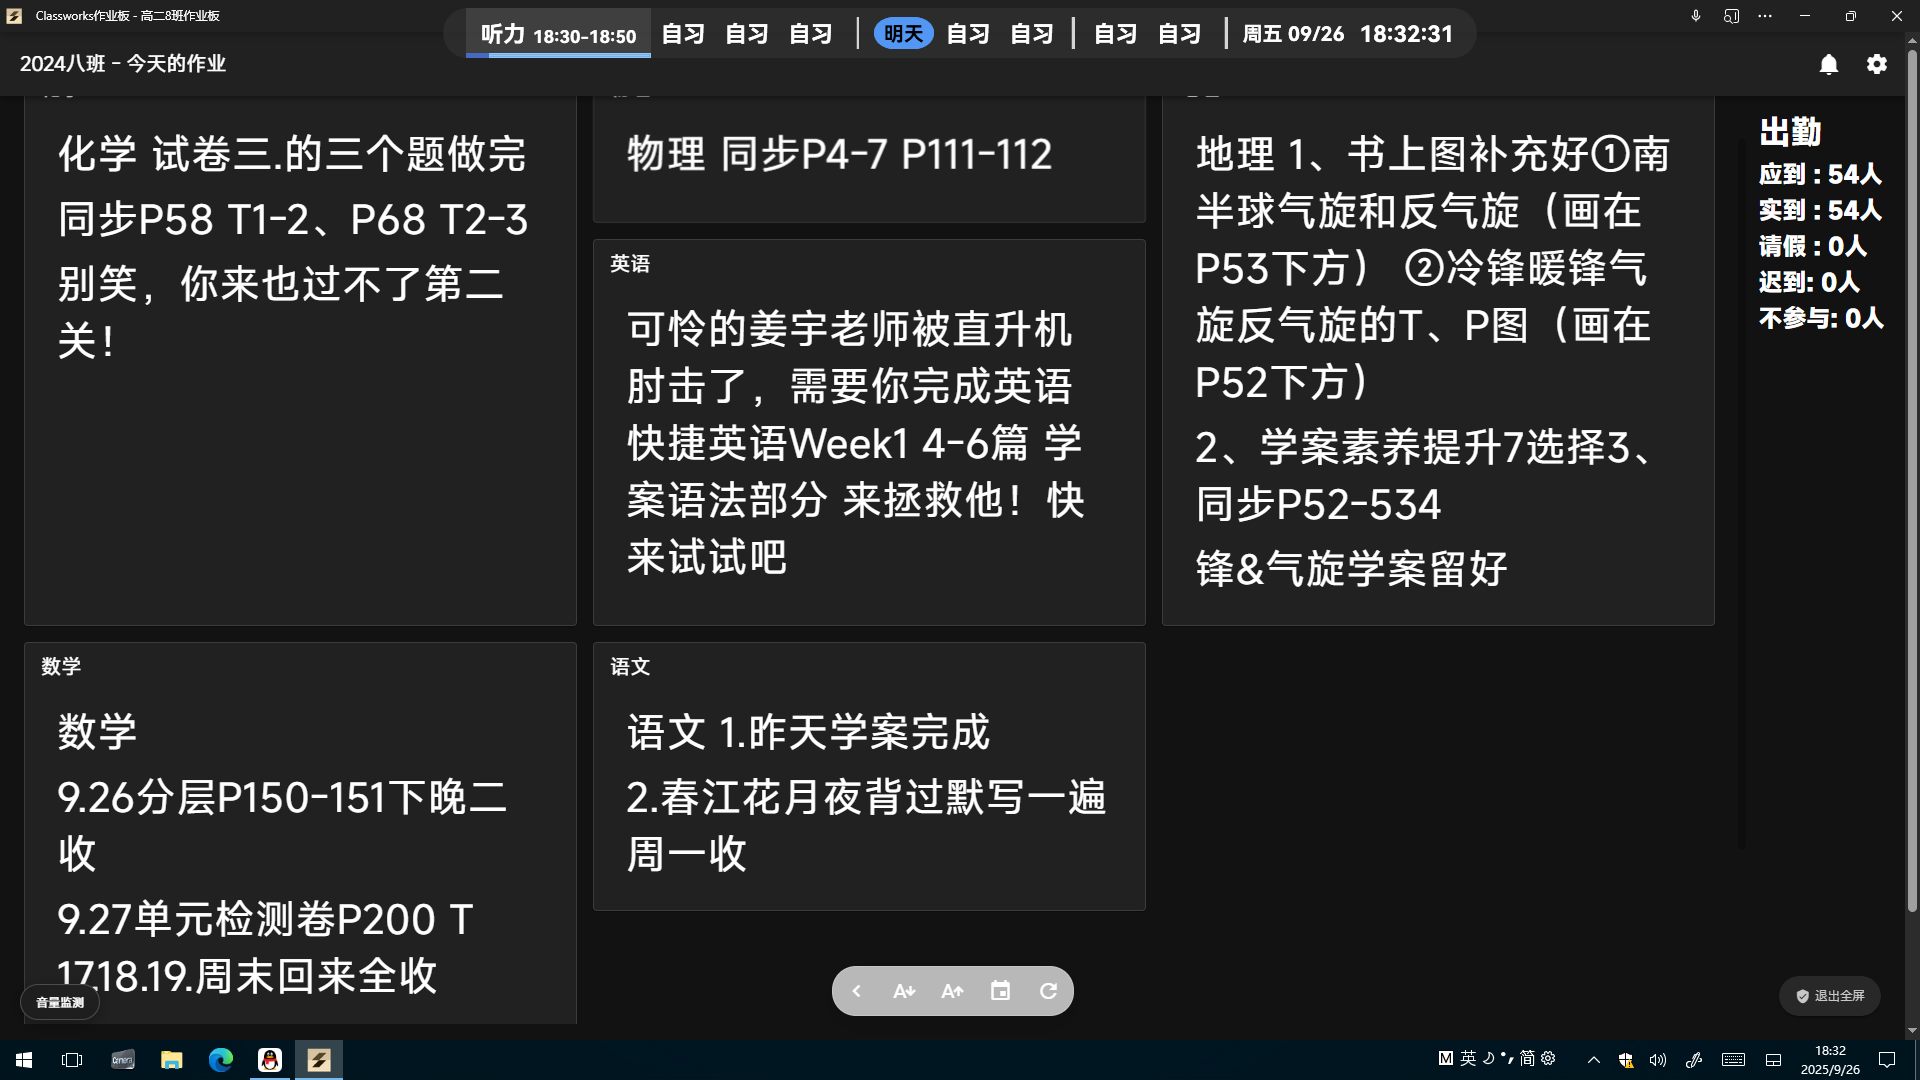 Classworks作业板 - 高二8班作业板
听力 18:30-18:50 自习 自习 自习 | 明天 自习 自习 | 自习 自习 | 周五 09/26 18:32:31
2024八班 - 今天的作业
化学 试卷三.的三个题做完
同步P58 T1-2、P68 T2-3
别笑，你来也过不了第二
关！
物理 同步P4-7 P111-112
英语
可怜的姜宇老师被直升机
肘击了，需要你完成英语
快捷英语Week1 4-6篇 学
案语法部分 来拯救他！快
来试试吧
地理 1、书上图补充好①南
半球气旋和反气旋（画在
P53下方） ②冷锋暖锋气
旋反气旋的T、P图（画在
P52下方）
2、学案素养提升7选择3、
同步P52-534
锋&气旋学案留好
出勤
应到 : 54人
实到 : 54人
请假 : 0人
迟到: 0人
不参与: 0人
数学
数学
9.26分层P150-151下晚二
收
9.27单元检测卷P200 T
17.18.19.周末回来全收
语文
语文 1.昨天学案完成
2.春江花月夜背过默写一遍
周一收
音量监测
退出全屏
M 英 简
18:32
2025/9/26